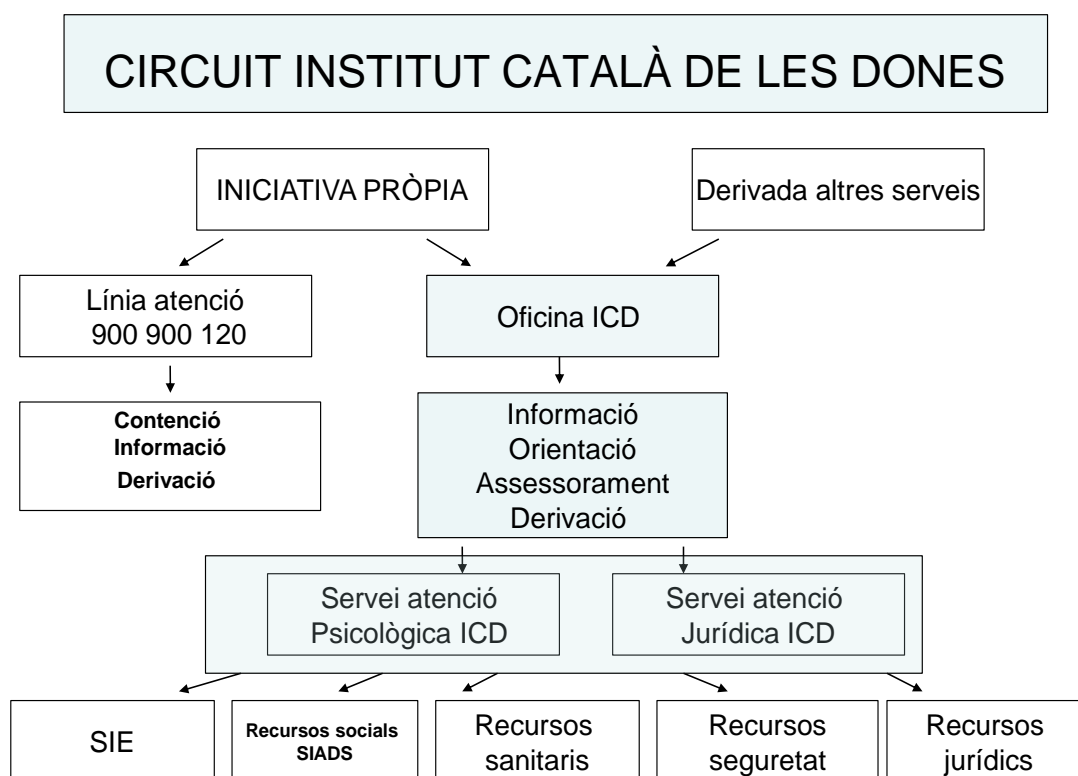 CIRCUIT INSTITUT CATALÀ DE LES DONES
INICIATIVA PRÒPIA
Derivada altres serveis
Línia atenció
900 900 120
Oficina ICD
Contenció
Informació
Derivació
Informació
Orientació
Assessorament
Derivació
Servei atenció
Psicològica ICD
Servei atenció
Jurídica ICD
SIE
Recursos socials
SIADS
Recursos
sanitaris
Recursos
seguretat
Recursos
jurídics